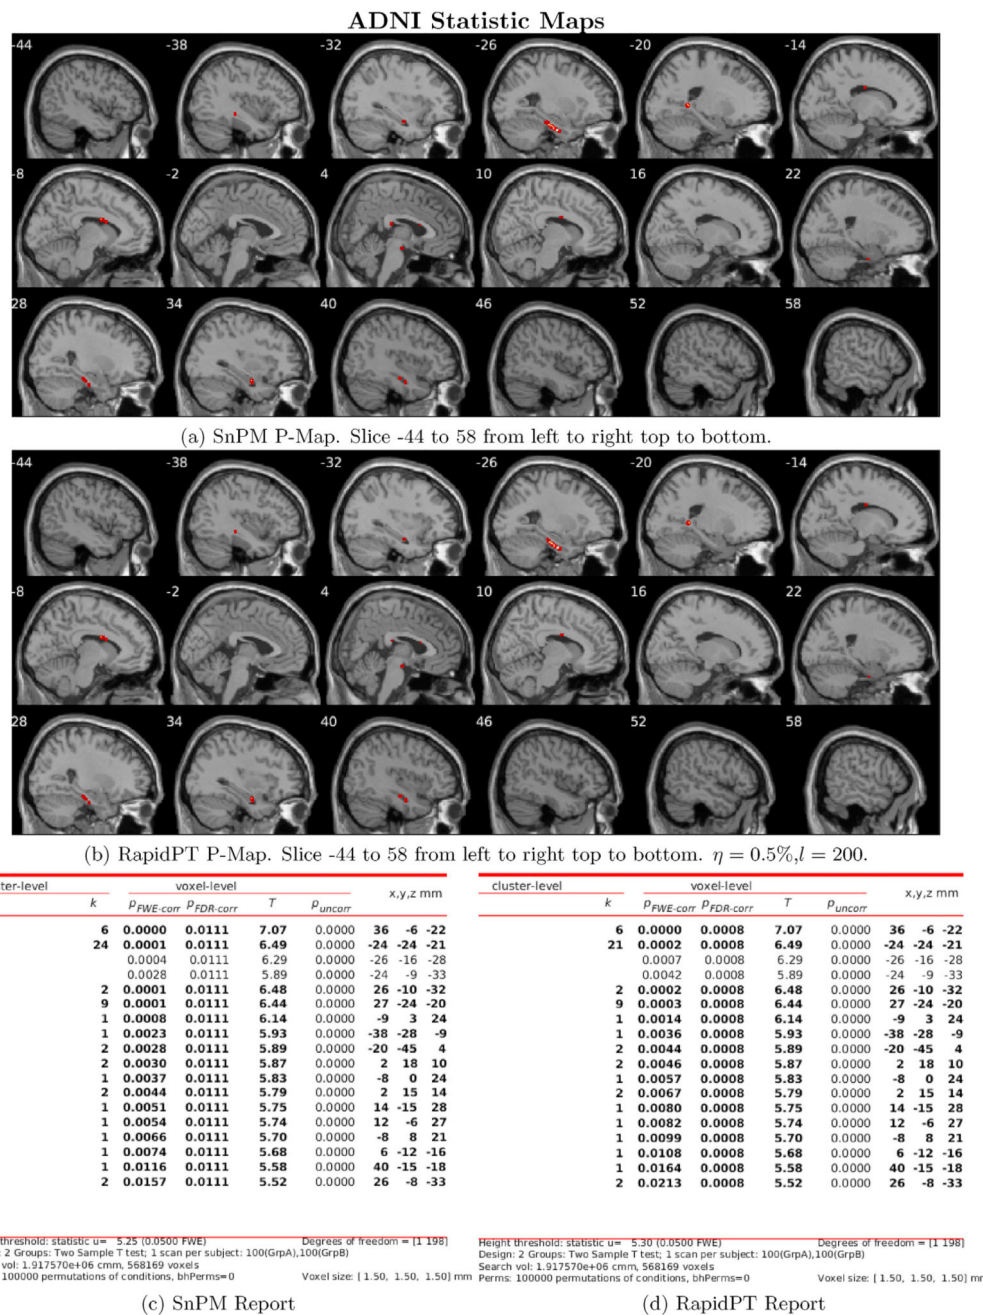 ADNI Statistic Maps
-44 -38 -32 -26 -20 -14
-8 -2 4 10 16 22
28 34 40 46 52 58
(a) SnPM P-Map. Slice -44 to 58 from left to right top to bottom.
-44 -38 -32 -26 -20 -14
-8 -2 4 10 16 22
28 34 40 46 52 58
(b) RapidPT P-Map. Slice -44 to 58 from left to right top to bottom. η = 0.5%,l = 200.
ter-level voxel-level x,y,z mm
k pFWE-corr pFDR-corr T puncorr
6 0.0000 0.0111 7.07 0.0000 36 -6 -22
24 0.0001 0.0111 6.49 0.0000 -24 -24 -21
0.0004 0.0111 6.29 0.0000 -26 -16 -28
0.0028 0.0111 5.89 0.0000 -24 -9 -33
2 0.0001 0.0111 6.48 0.0000 26 -10 -32
9 0.0001 0.0111 6.44 0.0000 27 -24 -20
1 0.0008 0.0111 6.14 0.0000 -9 3 24
1 0.0023 0.0111 5.93 0.0000 -38 -28 -9
2 0.0028 0.0111 5.89 0.0000 -20 -45 4
2 0.0030 0.0111 5.87 0.0000 2 18 10
1 0.0037 0.0111 5.83 0.0000 -8 0 24
2 0.0044 0.0111 5.79 0.0000 2 15 14
1 0.0051 0.0111 5.75 0.0000 14 -15 28
1 0.0054 0.0111 5.74 0.0000 12 -6 27
1 0.0066 0.0111 5.70 0.0000 -8 8 21
1 0.0074 0.0111 5.68 0.0000 6 -12 -16
1 0.0116 0.0111 5.58 0.0000 40 -15 -18
2 0.0157 0.0111 5.52 0.0000 26 -8 -33
threshold: statistic u= 5.25 (0.0500 FWE) Degrees of freedom = [1 198]
: 2 Groups: Two Sample T test; 1 scan per subject: 100(GrpA),100(GrpB)
vol: 1.917570e+06 cmm, 568169 voxels
100000 permutations of conditions, bhPerms=0 Voxel size: [ 1.50, 1.50, 1.50] mm
(c) SnPM Report
cluster-level voxel-level x,y,z mm
k pFWE-corr pFDR-corr T puncorr
6 0.0000 0.0008 7.07 0.0000 36 -6 -22
21 0.0002 0.0008 6.49 0.0000 -24 -24 -21
0.0007 0.0008 6.29 0.0000 -26 -16 -28
0.0042 0.0008 5.89 0.0000 -24 -9 -33
2 0.0002 0.0008 6.48 0.0000 26 -10 -32
9 0.0003 0.0008 6.44 0.0000 27 -24 -20
1 0.0014 0.0008 6.14 0.0000 -9 3 24
1 0.0036 0.0008 5.93 0.0000 -38 -28 -9
2 0.0044 0.0008 5.89 0.0000 -20 -45 4
2 0.0046 0.0008 5.87 0.0000 2 18 10
1 0.0057 0.0008 5.83 0.0000 -8 0 24
2 0.0067 0.0008 5.79 0.0000 2 15 14
1 0.0080 0.0008 5.75 0.0000 14 -15 28
1 0.0082 0.0008 5.74 0.0000 12 -6 27
1 0.0099 0.0008 5.70 0.0000 -8 8 21
1 0.0108 0.0008 5.68 0.0000 6 -12 -16
1 0.0164 0.0008 5.58 0.0000 40 -15 -18
2 0.0213 0.0008 5.52 0.0000 26 -8 -33
Height threshold: statistic u= 5.30 (0.0500 FWE) Degrees of freedom = [1 198]
Design: 2 Groups: Two Sample T test; 1 scan per subject: 100(GrpA),100(GrpB)
Search vol: 1.917570e+06 cmm, 568169 voxels
Perms: 100000 permutations of conditions, bhPerms=0 Voxel size: [ 1.50, 1.50, 1.50] m
(d) RapidPT Report